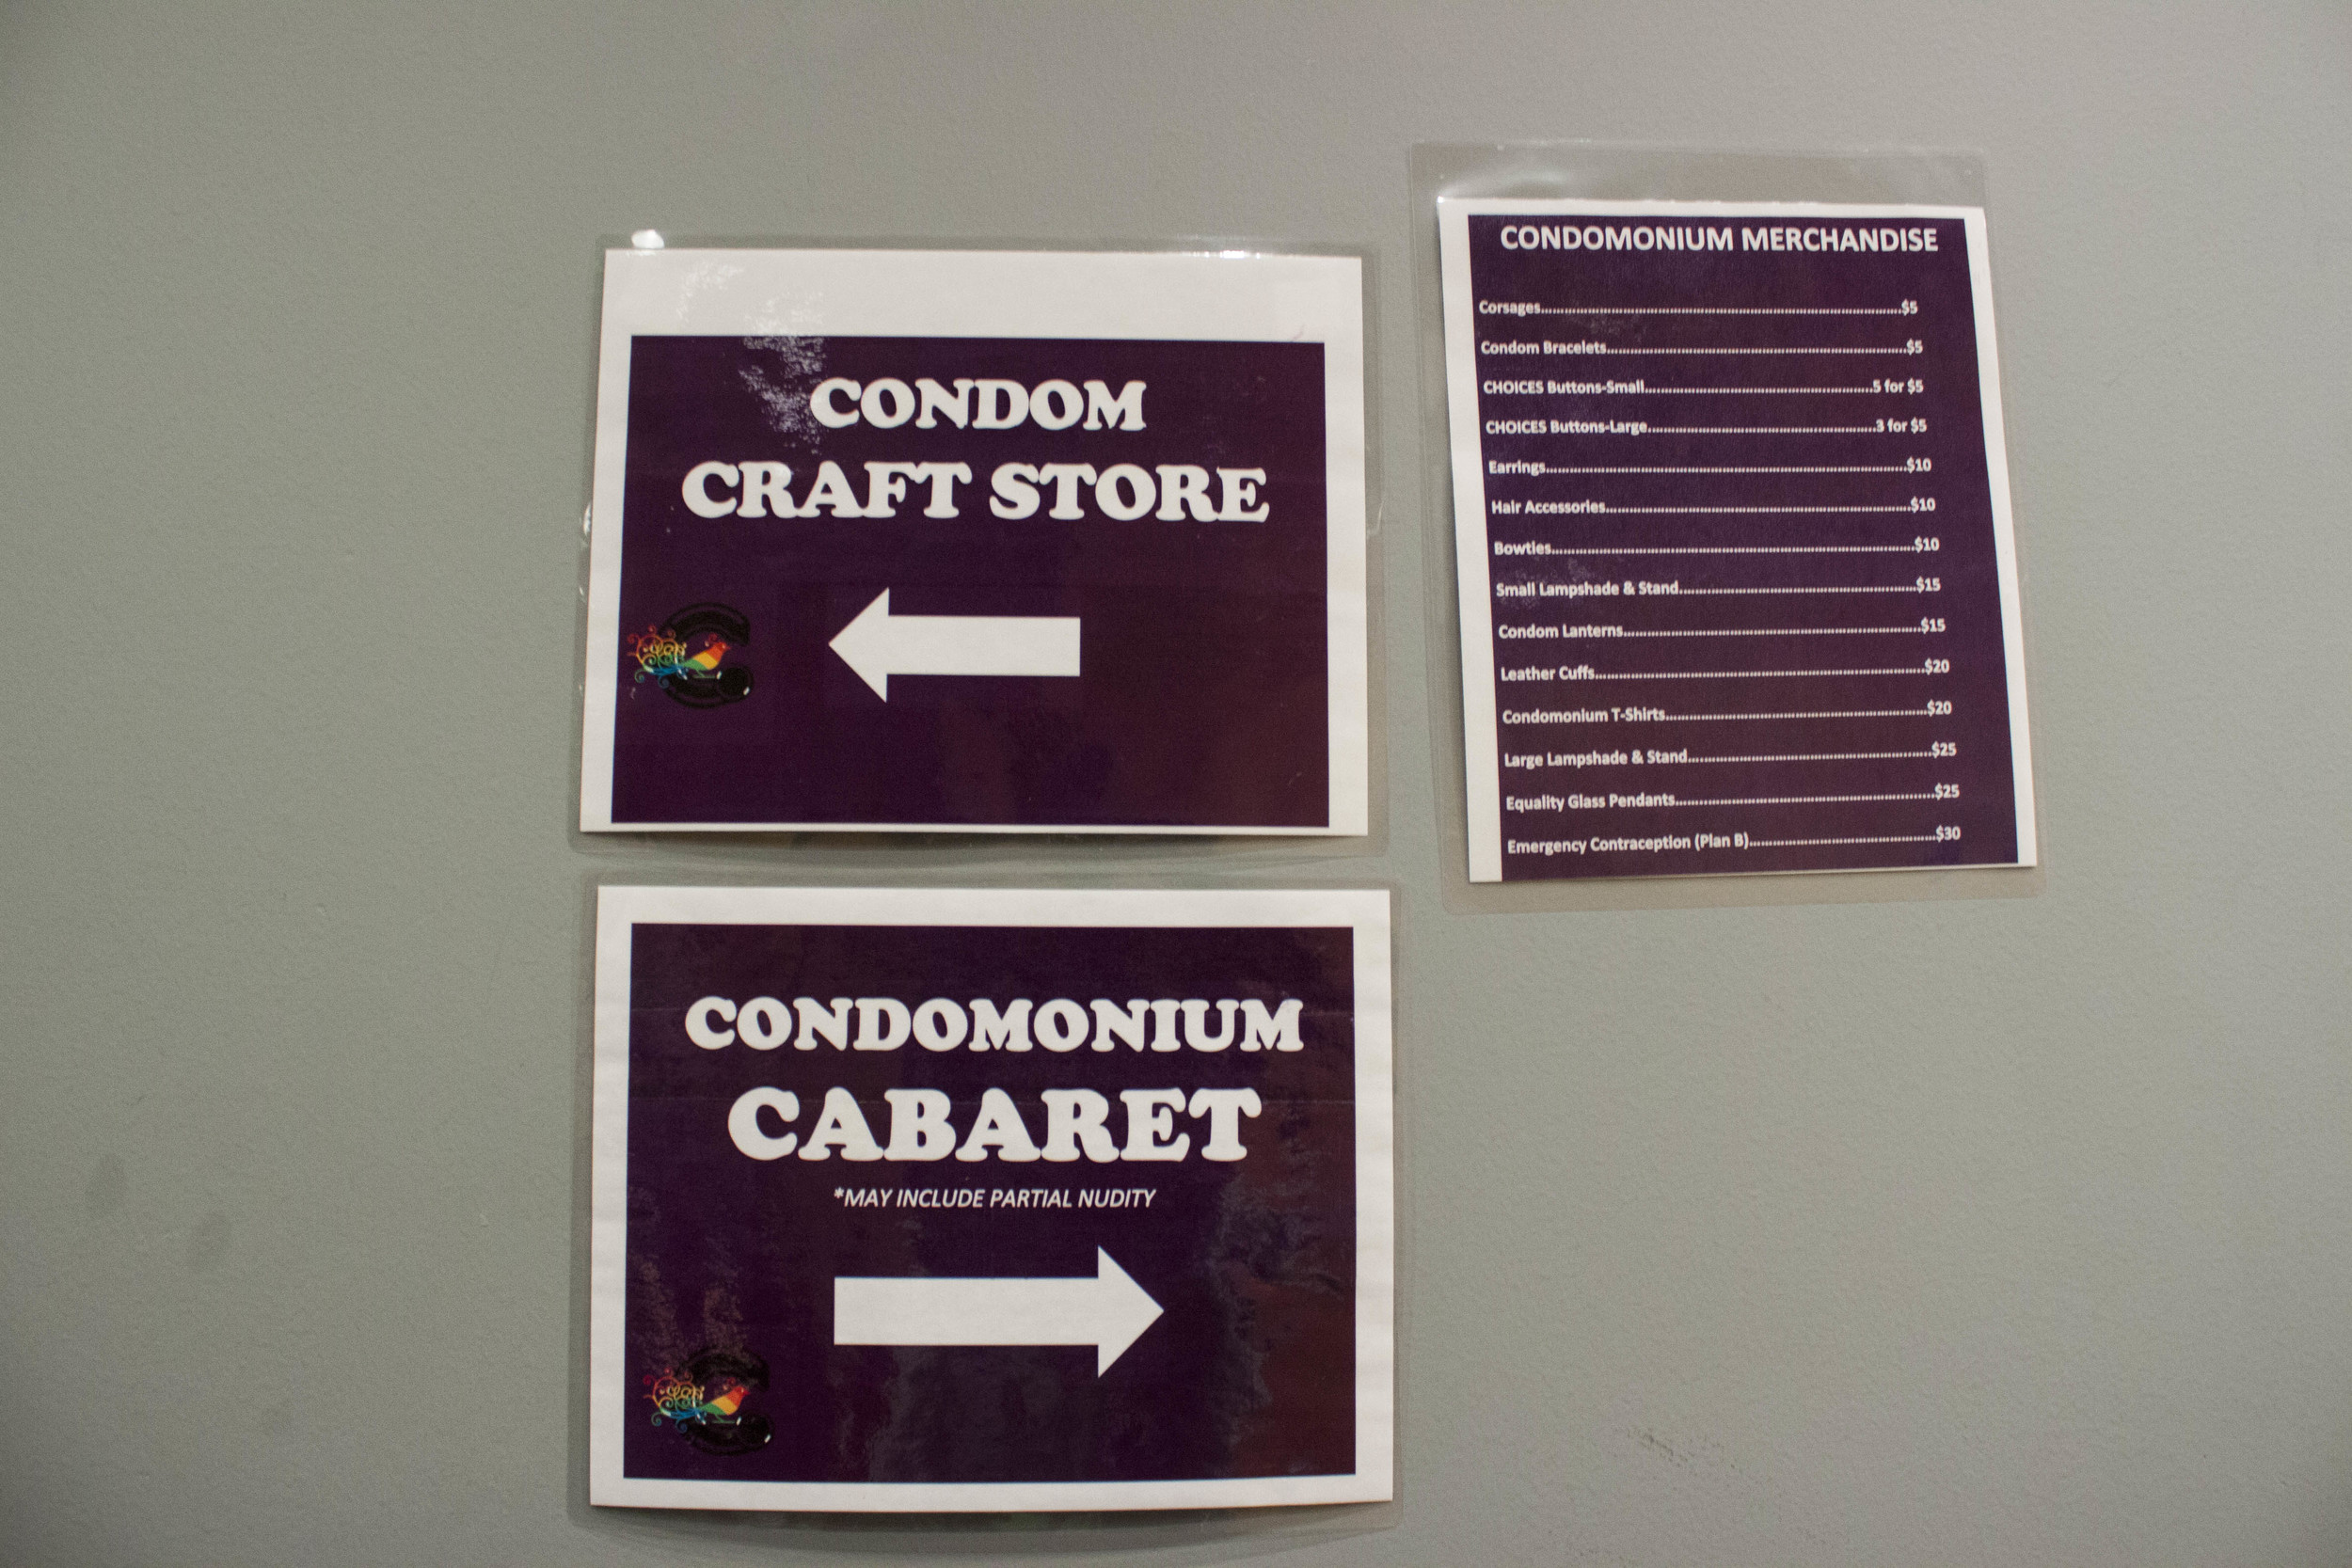 CONDOM
CRAFT STORE
CONDOMONIUM
CABARET
*MAY INCLUDE PARTIAL NUDITY
CONDOMONIUM MERCHANDISE
Corsages........................................$5
Condom Bracelets........................................$5
CHOICES Buttons-Small........................................5 for $5
CHOICES Buttons-Large........................................3 for $5
Earrings........................................$10
Hair Accessories........................................$10
Bowties........................................$10
Small Lampshade & Stand........................................$15
Condom Lanterns........................................$15
Leather Cuffs........................................$20
Condomonium T-Shirts........................................$20
Large Lampshade & Stand........................................$25
Equality Glass Pendants........................................$25
Emergency Contraception (Plan B)........................................$30